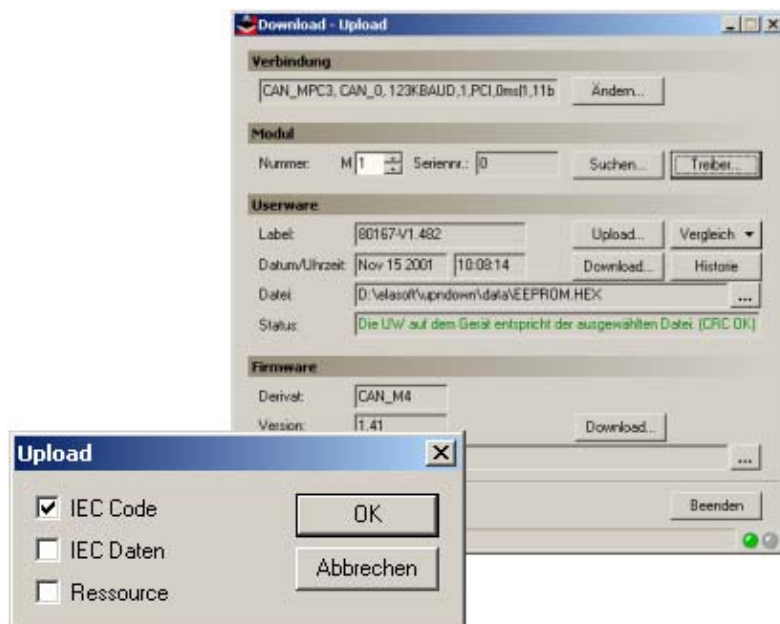 Download - Upload
Verbindung
CAN_MPC3, CAN_0, 123KBAUD,1,PCI,0ms|1,11b
Ändern...
Modul
Nummer: M 1 Seriennr.: 0 Suchen... Treiber...
Userware
Label: 80167-V1.482 Upload... Vergleich
Datum/Uhrzeit: Nov 15 2001 10:08:14 Download... Historie
Datei: D:\elasoft\upndown\data\EEPROM.HEX ...
Status: Die UW auf dem Gerät entspricht der ausgewählten Datei. (CRC OK)
Firmware
Derivat: CAN_M4
Version: 1.41 Download...
...
Beenden
Upload
IEC Code
IEC Daten
Ressource
OK
Abbrechen